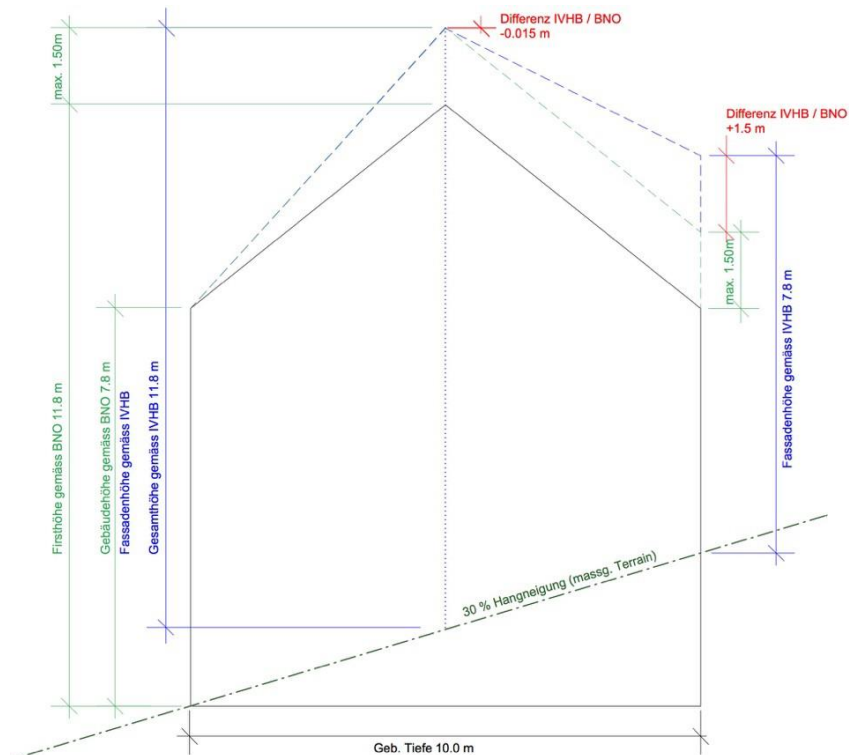 Differenz IVHB / BNO
-0.015 m
max. 1.50m
Differenz IVHB / BNO
+1.5 m
max. 1.50m
Fassadenhöhe gemäss IVHB 7.8 m
Firsthöhe gemäss BNO 11.8 m
Gebäudehöhe gemäss BNO 7.8 m
Fassadenhöhe gemäss IVHB
Gesamthöhe gemäss IVHB 11.8 m
30 % Hangneigung (massg. Terrain)
Geb. Tiefe 10.0 m